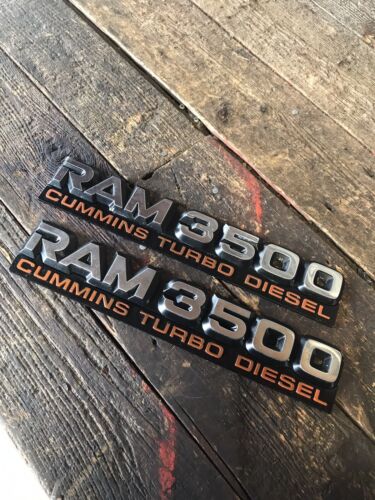 RAM 3500
CUMMINS TURBO DIESEL
RAM 3500
CUMMINS TURBO DIESEL